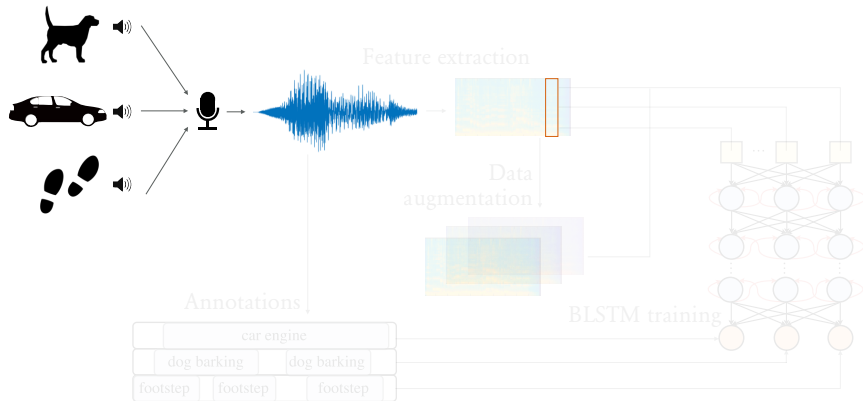 Feature extraction
Data
augmentation
Annotations
BLSTM training
car engine
dog barking dog barking
footstep footstep footstep